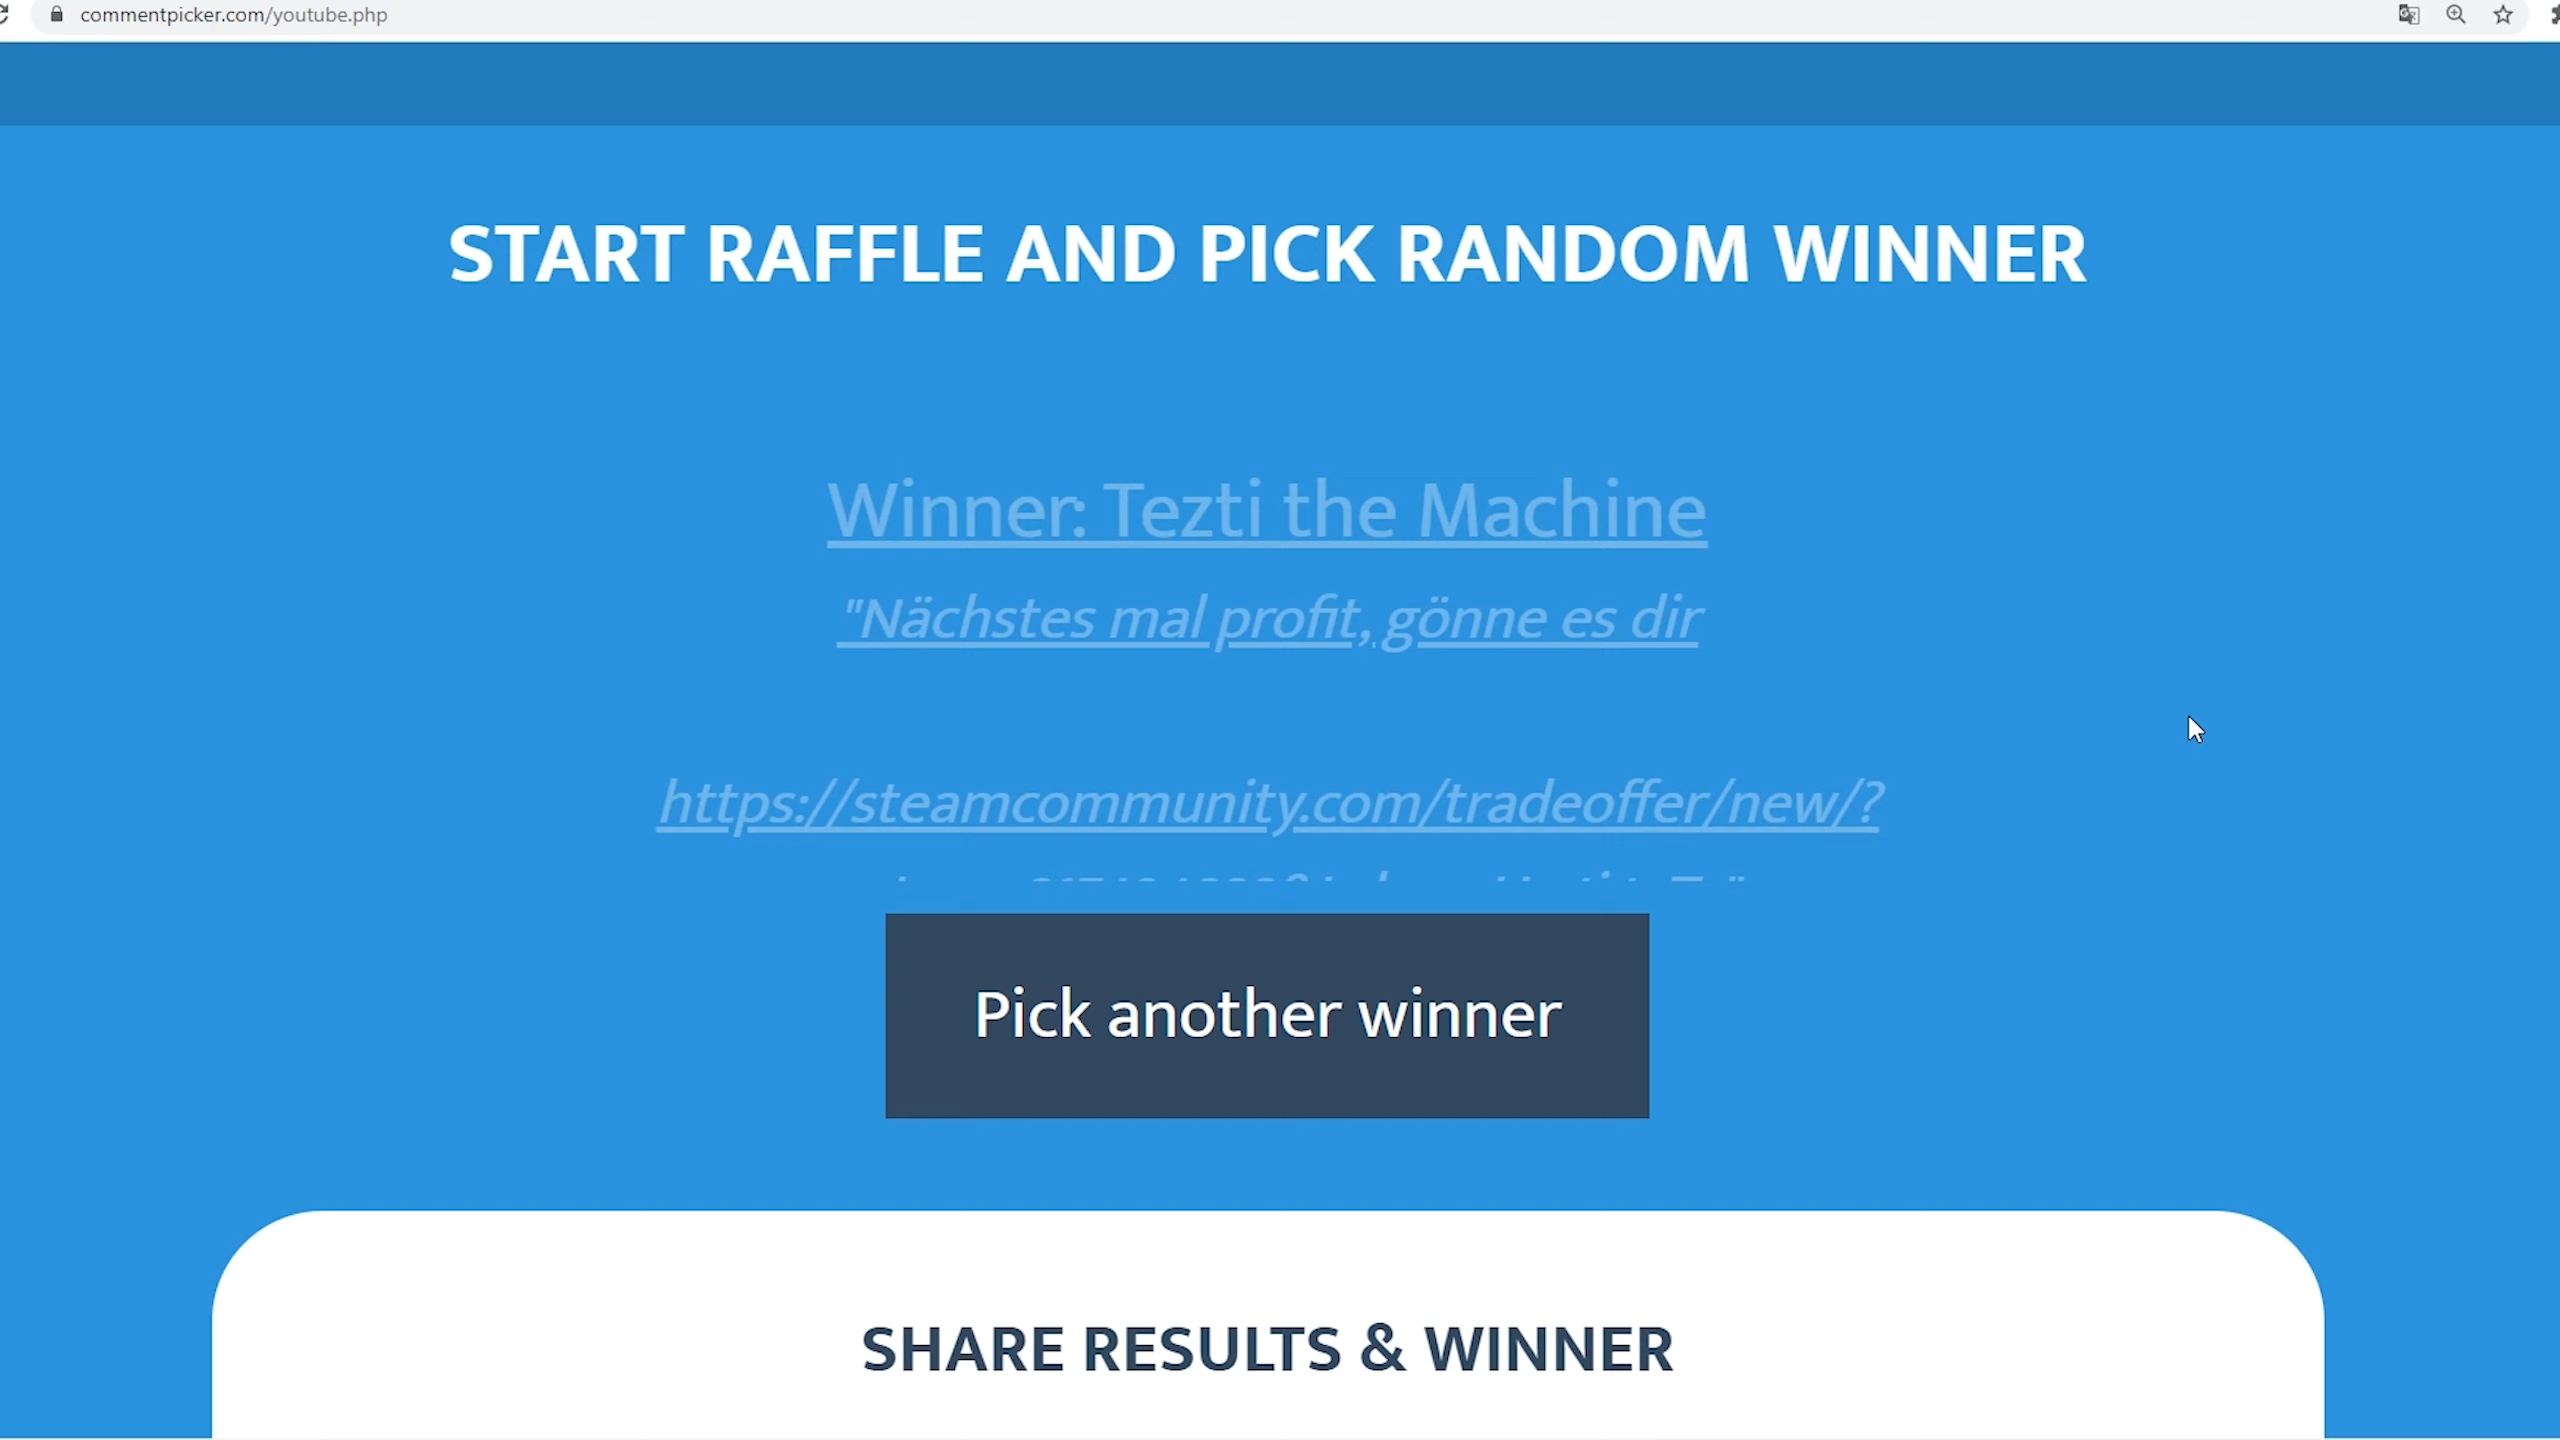 commentpicker.com/youtube.php
START RAFFLE AND PICK RANDOM WINNER
Winner: Tezti the Machine
"Nächstes mal profit, gönne es dir
https://steamcommunity.com/tradeoffer/new/?
Pick another winner
SHARE RESULTS & WINNER